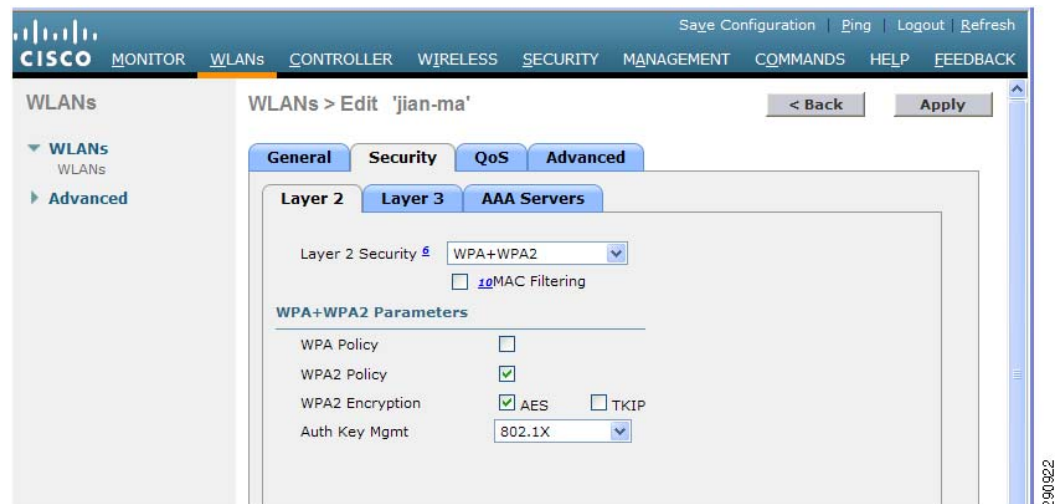 Save Configuration | Ping | Logout | Refresh
CISCO MONITOR WLANs CONTROLLER WIRELESS SECURITY MANAGEMENT COMMANDS HELP FEEDBACK
WLANs
WLANs > Edit 'jian-ma'
< Back
Apply
WLANs
WLANs
Advanced
General Security QoS Advanced
Layer 2 Layer 3 AAA Servers
Layer 2 Security 6 WPA+WPA2
10MAC Filtering
WPA+WPA2 Parameters
WPA Policy
WPA2 Policy
WPA2 Encryption AES TKIP
Auth Key Mgmt 802.1X
290922